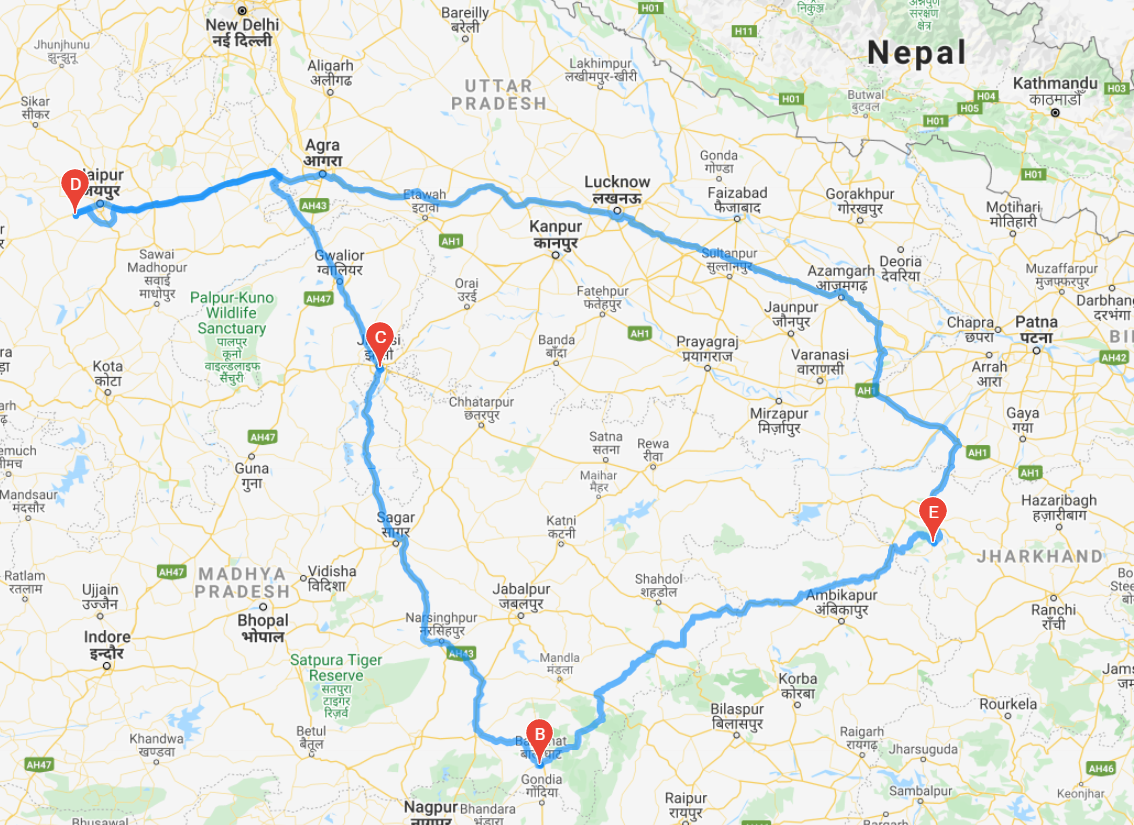 New Delhi
नई दिल्ली
Bareilly
बरेली
H01
H11
Nepal
Jhunjhunu
झुन्झुनू
Aligarh
अलीगढ
UTTAR
PRADESH
Lakhimpur
लखीमपुर-खीरी
Kathmandu
काठमाडौं
H03
H04
H05
H01
H01
Butwal
बुटवल
Sikar
सीकर
H01
Agra
आगरा
Gonda
गोण्डा
D
Jaipur
जयपुर
AH43
Etawah
इटावा
Lucknow
लखनऊ
Faizabad
फैजाबाद
Gorakhpur
गोरखपुर
Motihari
मोतिहारी
Kanpur
कानपुर
AH1
Sawai
Madhopur
सवाई
माधोपुर
Gwalior
ग्वालियर
Sultanpur
सुल्तानपुर
Azamgarh
आज़मगढ़
Deoria
देवरिया
Muzaffarpur
मुजफ्फरपुर
Darbhang
दरभंगा
AH47
Orai
उरई
Fatehpur
फतेहपुर
Palpur-Kuno
Wildlife
Sanctuary
पालपुर
कूनो
वाइल्डलाइफ
सैंचुरी
Jaunpur
जौनपुर
Chapra
छपरा
Patna
पटना
AH1
C
Banda
बाँदा
Prayagraj
प्रयागराज
Varanasi
वाराणसी
Arrah
आरा
AH42
Kota
कोटा
AH1
Chhatarpur
छतरपुर
Mirzapur
मिर्ज़ापुर
Gaya
गया
AH47
Satna
सतना
Rewa
रीवा
AH1
AH1
Guna
गुना
Maihar
मैहर
Mandsaur
मंदसौर
Sagar
सागर
Katni
कटनी
E
Hazaribagh
हज़ारीबाग
JHARKHAND
Ratlam
रतलाम
AH47
MADHYA
PRADESH
Vidisha
विदिशा
Ujjain
उज्जैन
Jabalpur
जबलपुर
Shahdol
शहडोल
Ambikapur
अंबिकापुर
Ranchi
राँची
Bhopal
भोपाल
Narsinghpur
नरसिंहपुर
Indore
इन्दौर
AH43
Satpura Tiger
Reserve
सतपुरा
टाइगर
रिज़र्व
Mandla
मंडला
Korba
कोरबा
Bilaspur
बिलासपुर
Rourkela
राउरकेला
Khandwa
खण्डवा
Betul
बैतूल
B
Gondia
गोंदिया
Raigarh
रायगढ़
Jharsuguda
झारसुगुडा
AH47
AH46
Nagpur
नागपुर
Bhandara
भंडारा
Raipur
रायपुर
Sambalpur
Keonjhar
Bhusawal